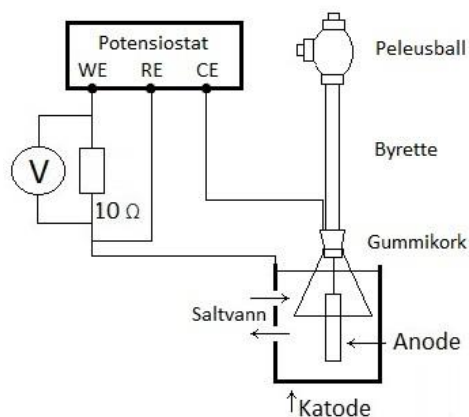 Potensiostat
WE RE CE
Peleusball
Byrette
V
10 Ω
Gummikork
Saltvann
Anode
Katode